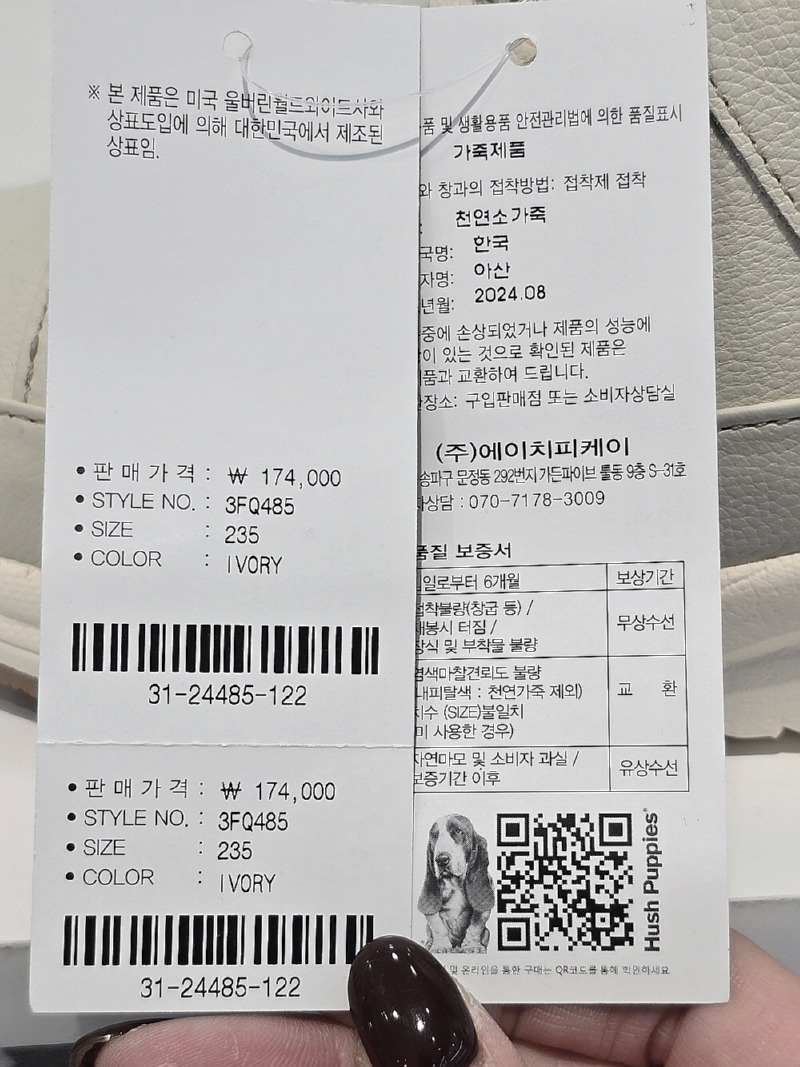 ※ 본 제품은 미국 울버린월드와이드사와
상표도입에 의해 대한민국에서 제조된
상표임.
• 판 매 가 격 : ₩ 174,000
• STYLE NO. : 3FQ485
• SIZE : 235
• COLOR : IVORY
31-24485-122
• 판 매 가 격 : ₩ 174,000
• STYLE NO. : 3FQ485
• SIZE : 235
• COLOR : IVORY
31-24485-122
품 및 생활용품 안전관리법에 의한 품질표시
가죽제품
와 창과의 접착방법: 접착제 접착
: 천연소가죽
국명: 한국
자명: 아산
년월: 2024.08
중에 손상되었거나 제품의 성능에
이 있는 것으로 확인된 제품은
품과 교환하여 드립니다.
장소: 구입판매점 또는 소비자상담실
(주)에이치피케이
송파구 문정동 292번지 가든파이브 툴동 9층 S-31호
상담 : 070-7178-3009
품질 보증서
일로부터 6개월 보상기간
접착불량(창굽 등) /
재봉시 터짐 /
장식 및 부착물 불량
무상수선
염색마찰견뢰도 불량
내피탈색 : 천연가죽 제외)
치수 (SIZE)불일치
미 사용한 경우)
교 환
자연마모 및 소비자 과실 /
보증기간 이후
유상수선
Hush Puppies®
및 온라인을 통한 구매는 QR코드를 통해 확인하세요